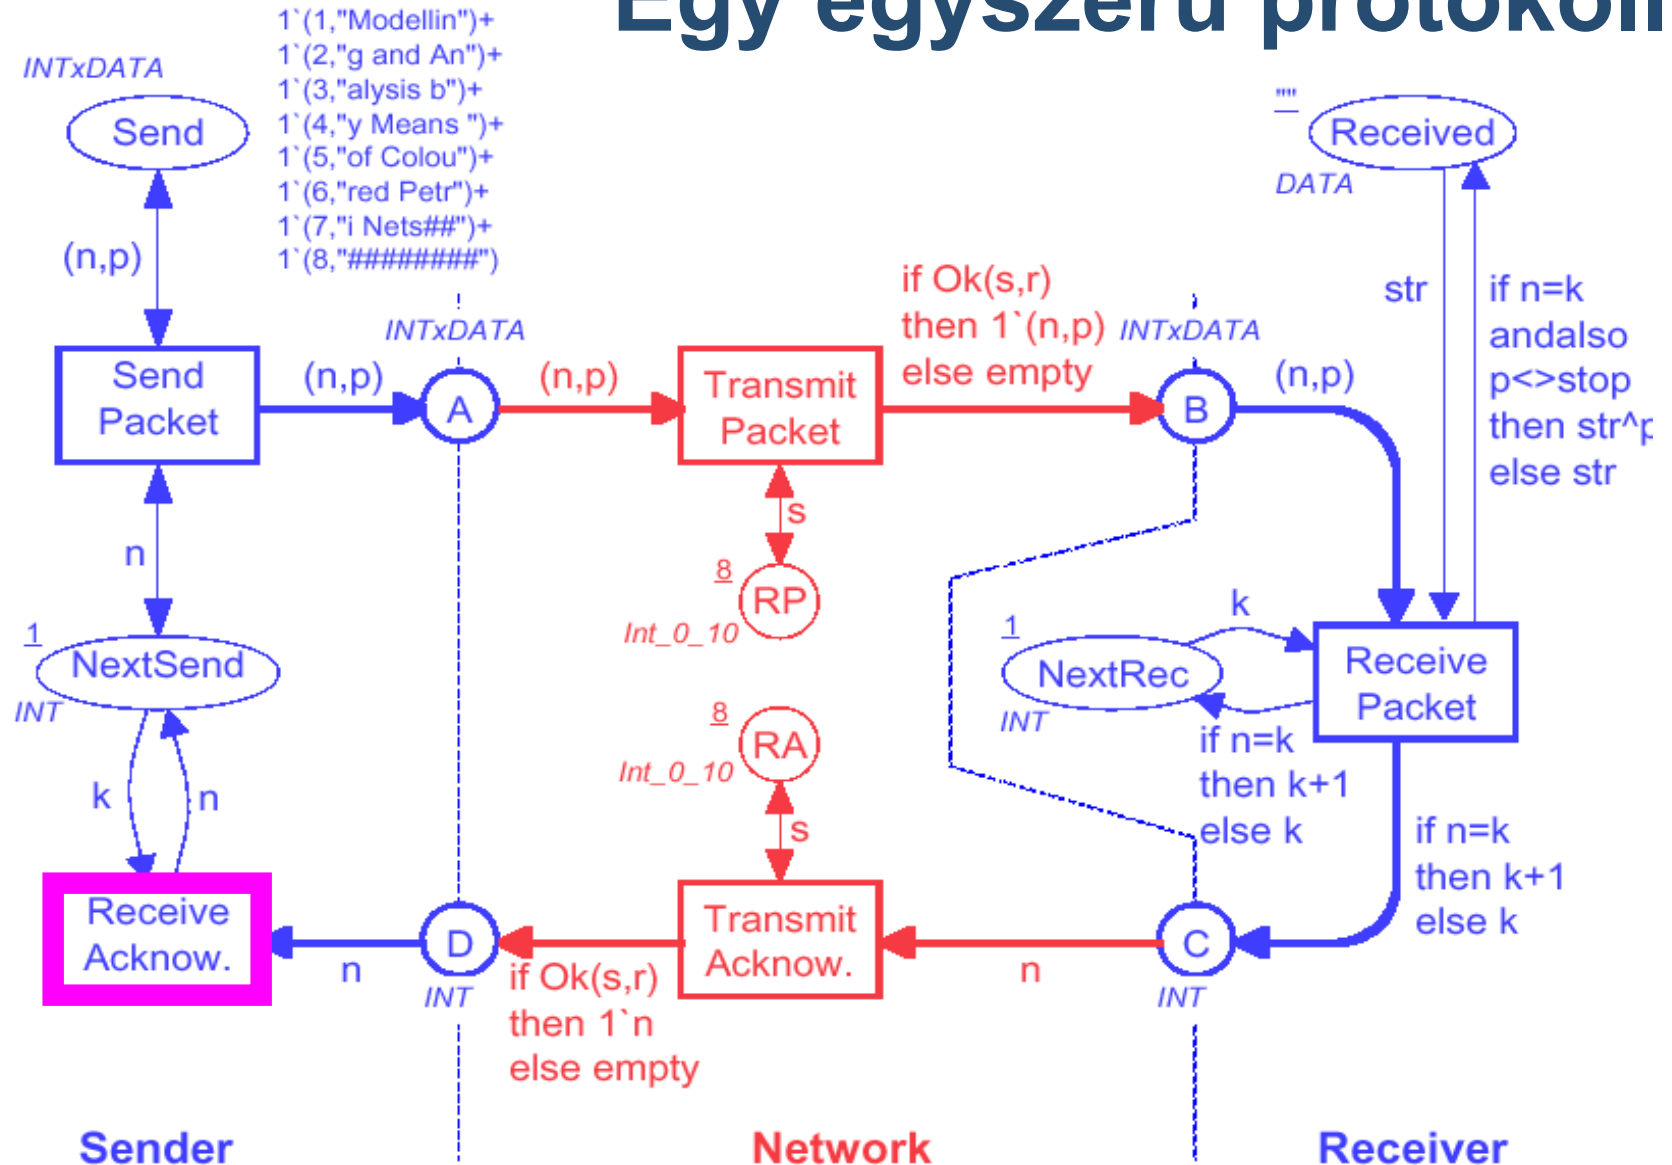 Egy egyszerű protokoll
1`(1,"Modellin")+
1`(2,"g and An")+
1`(3,"alysis b")+
1`(4,"y Means ")+
1`(5,"of Colou")+
1`(6,"red Petr")+
1`(7,"i Nets##")+
1`(8,"########")
INTxDATA
Send
(n,p)
Send
Packet
(n,p)
INTxDATA
A
(n,p)
Transmit
Packet
if Ok(s,r)
then 1`(n,p)
else empty
INTxDATA
B
(n,p)
""
Received
DATA
str
if n=k
andalso
p<>stop
then str^p
else str
n
s
8
RP
Int_0_10
1
NextSend
INT
8
RA
Int_0_10
s
1
NextRec
INT
k
Receive
Packet
if n=k
then k+1
else k
if n=k
then k+1
else k
k
n
Receive
Acknow.
n
D
INT
if Ok(s,r)
then 1`n
else empty
Transmit
Acknow.
n
C
INT
Sender
Network
Receiver